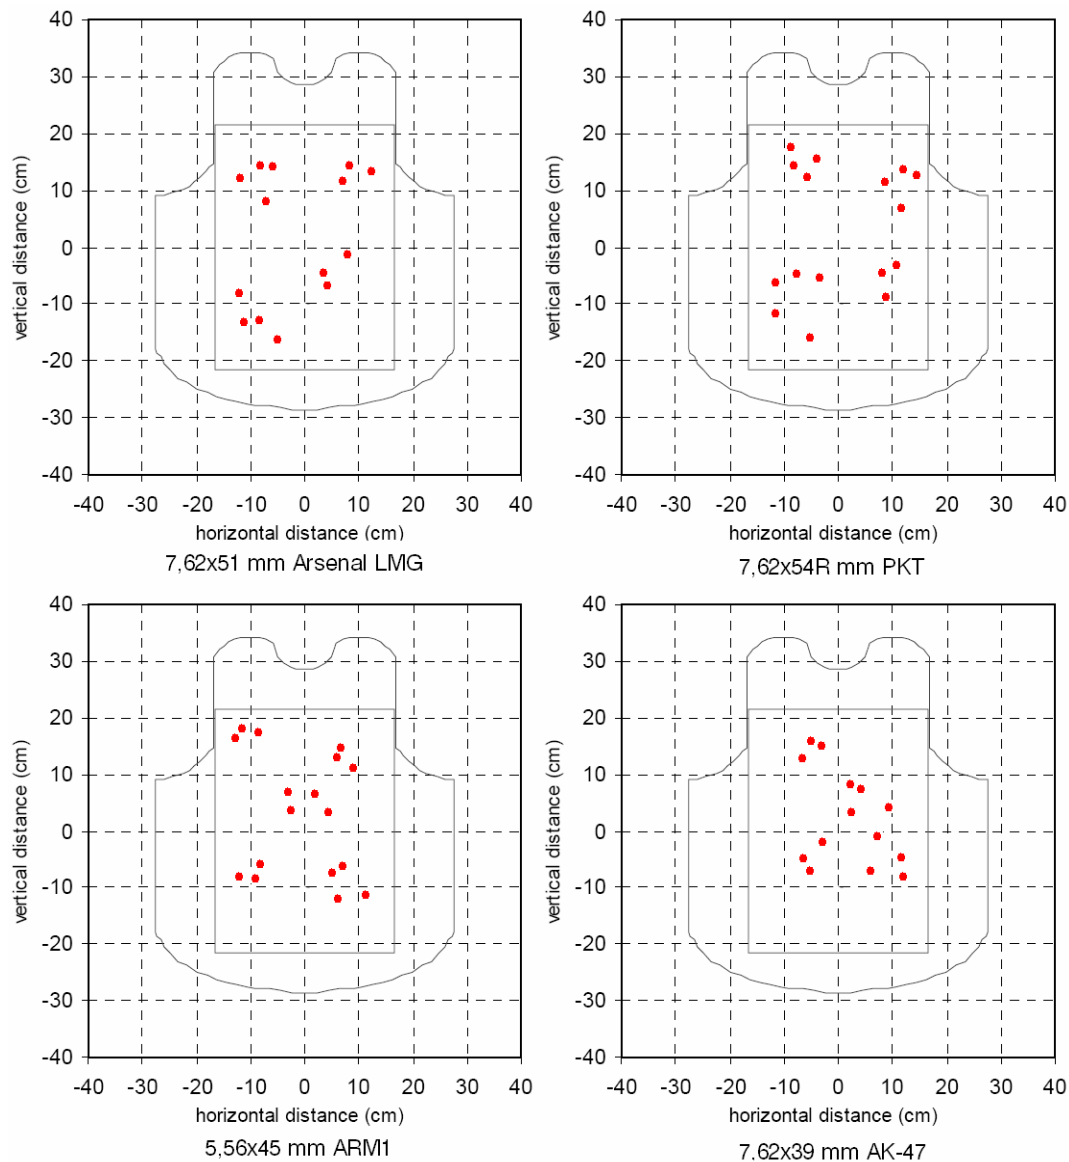 40
30
20
10
0
-10
-20
-30
-40
vertical distance (cm)
-40 -30 -20 -10 0 10 20 30 40
horizontal distance (cm)
7,62x51 mm Arsenal LMG
40
30
20
10
0
-10
-20
-30
-40
vertical distance (cm)
-40 -30 -20 -10 0 10 20 30 40
horizontal distance (cm)
7,62x54R mm PKT
40
30
20
10
0
-10
-20
-30
-40
vertical distance (cm)
-40 -30 -20 -10 0 10 20 30 40
horizontal distance (cm)
5,56x45 mm ARM1
40
30
20
10
0
-10
-20
-30
-40
vertical distance (cm)
-40 -30 -20 -10 0 10 20 30 40
horizontal distance (cm)
7,62x39 mm AK-47